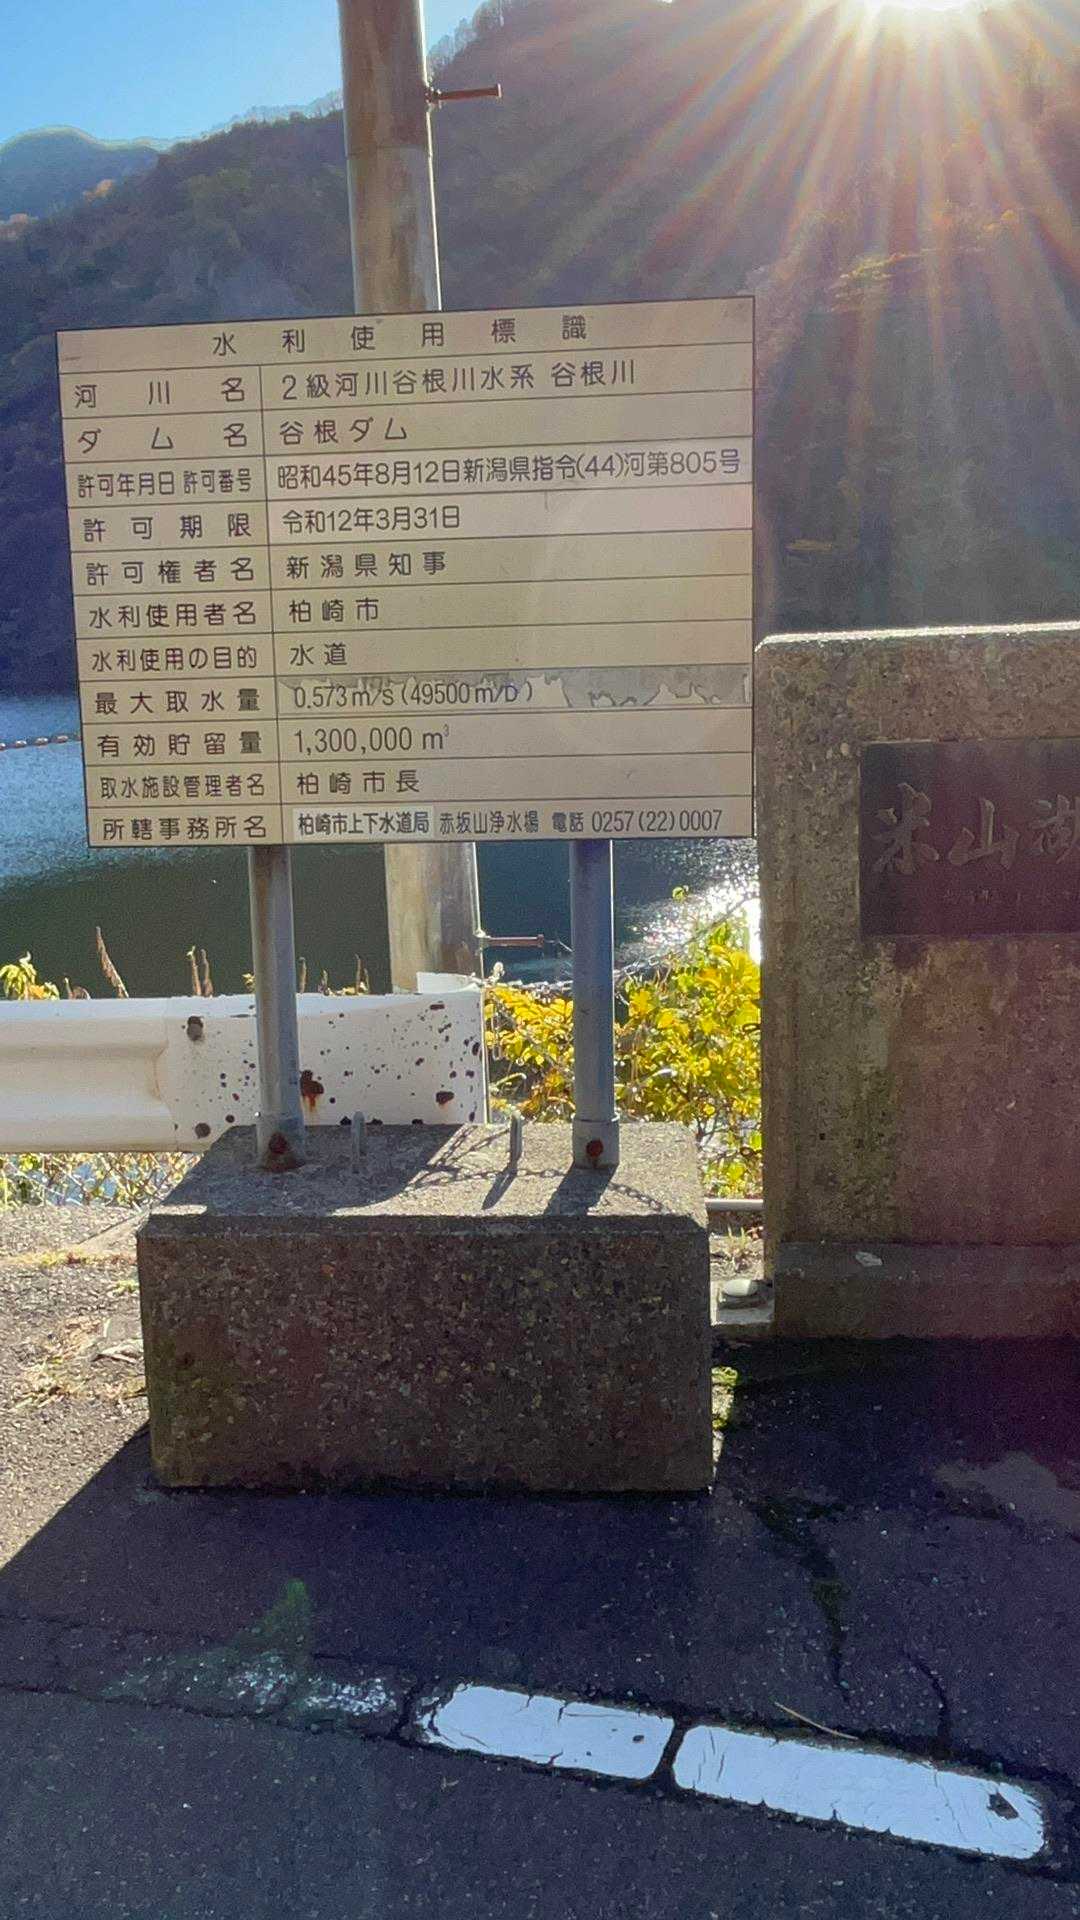 水利使用標識
河川名 2級河川谷根川水系 谷根川
ダム名 谷根ダム
許可年月日 許可番号 昭和45年8月12日新潟県指令(44)河第805号
許可期限 令和12年3月31日
許可権者名 新潟県知事
水利使用者名 柏崎市
水利使用の目的 水道
最大取水量 0.573m/s(49500m/D)
有効貯留量 1,300,000 m³
取水施設管理者名 柏崎市長
所轄事務所名 柏崎市上下水道局 赤坂山浄水場 電話 0257(22)0007
米山湖